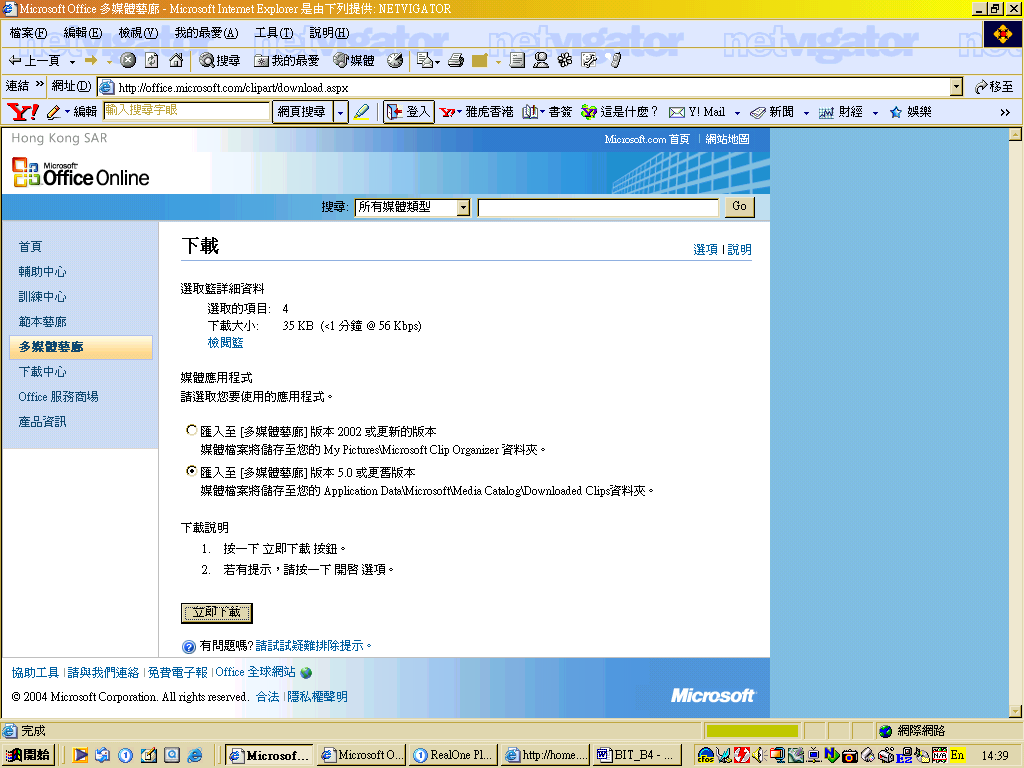 Microsoft Office 多媒體藝廊 - Microsoft Internet Explorer 是由下列提供: NETVIGATOR
檔案(F) 編輯(E) 檢視(V) 我的最愛(A) 工具(T) 說明(H)
netvigator netvigator netvigator
上一頁 搜尋 我的最愛 媒體
連結 » 網址(D) http://office.microsoft.com/clipart/download.aspx 移至
Y! 編輯 輸入搜尋字眼 網頁搜尋 登入 雅虎香港 書簽 這是什麼？ Y! Mail 新聞 財經 娛樂 »
Hong Kong SAR Microsoft.com 首頁 | 網站地圖
Microsoft
Office Online
搜尋: 所有媒體類型 Go
首頁
輔助中心
訓練中心
範本藝廊
多媒體藝廊
下載中心
Office 服務商場
產品資訊
下載 選項 | 說明
選取籃詳細資料
選取的項目: 4
下載大小: 35 KB (<1 分鐘 @ 56 Kbps)
檢閱籃
媒體應用程式
請選取您要使用的應用程式。
匯入至 [多媒體藝廊] 版本 2002 或更新的版本
媒體檔案將儲存至您的 My Pictures\Microsoft Clip Organizer 資料夾。
匯入至 [多媒體藝廊] 版本 5.0 或更舊版本
媒體檔案將儲存至您的 Application Data\Microsoft\Media Catalog\Downloaded Clips資料夾。
下載說明
1. 按一下 立即下載 按鈕。
2. 若有提示，請按一下 開啓 選項。
立即下載
有問題嗎? 請試試疑難排除提示。
協助工具 | 請與我們連絡 | 免費電子報 | Office 全球網站
© 2004 Microsoft Corporation. All rights reserved. 合法 | 隱私權聲明
Microsoft
完成 網際網路
開始 Microsof... Microsoft O... RealOne Pl... http://home.... BIT_B4 - ... cfos En 14:39